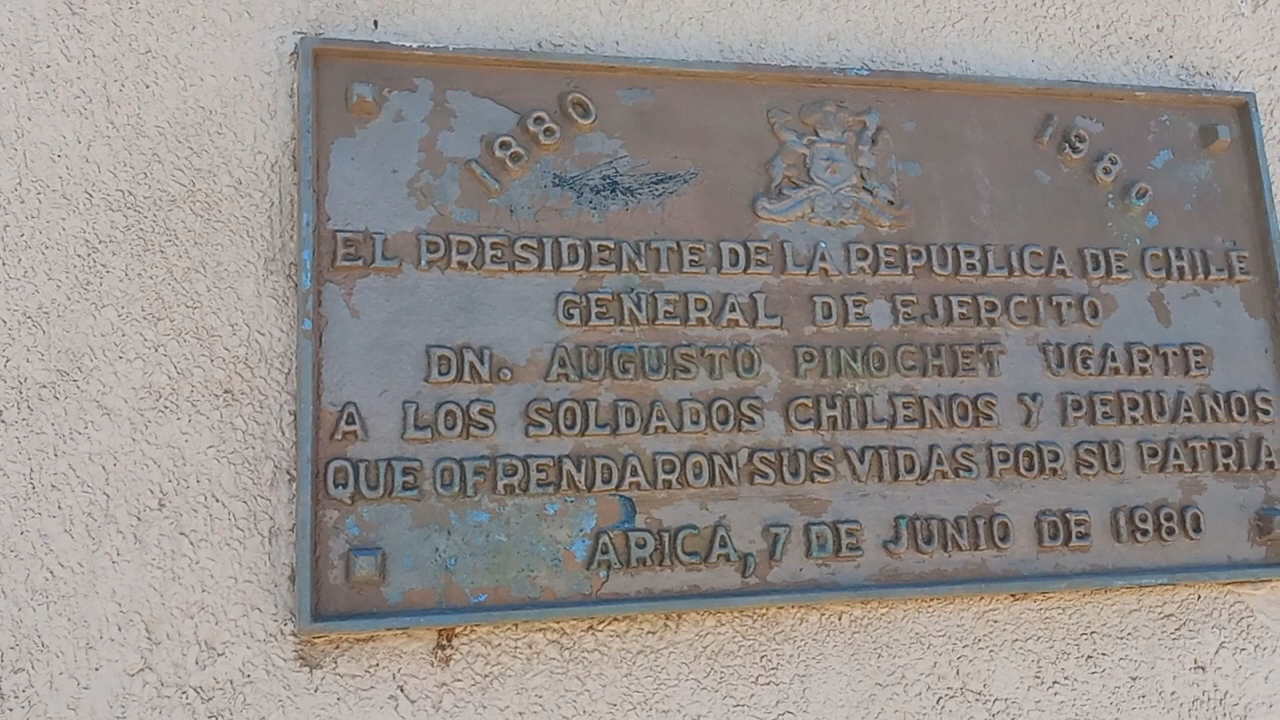 1880 1980
EL PRESIDENTE DE LA REPUBLICA DE CHILE
GENERAL DE EJERCITO
DN. AUGUSTO PINOCHET UGARTE
A LOS SOLDADOS CHILENOS Y PERUANOS
QUE OFRENDARON SUS VIDAS POR SU PATRIA
ARICA, 7 DE JUNIO DE 1980